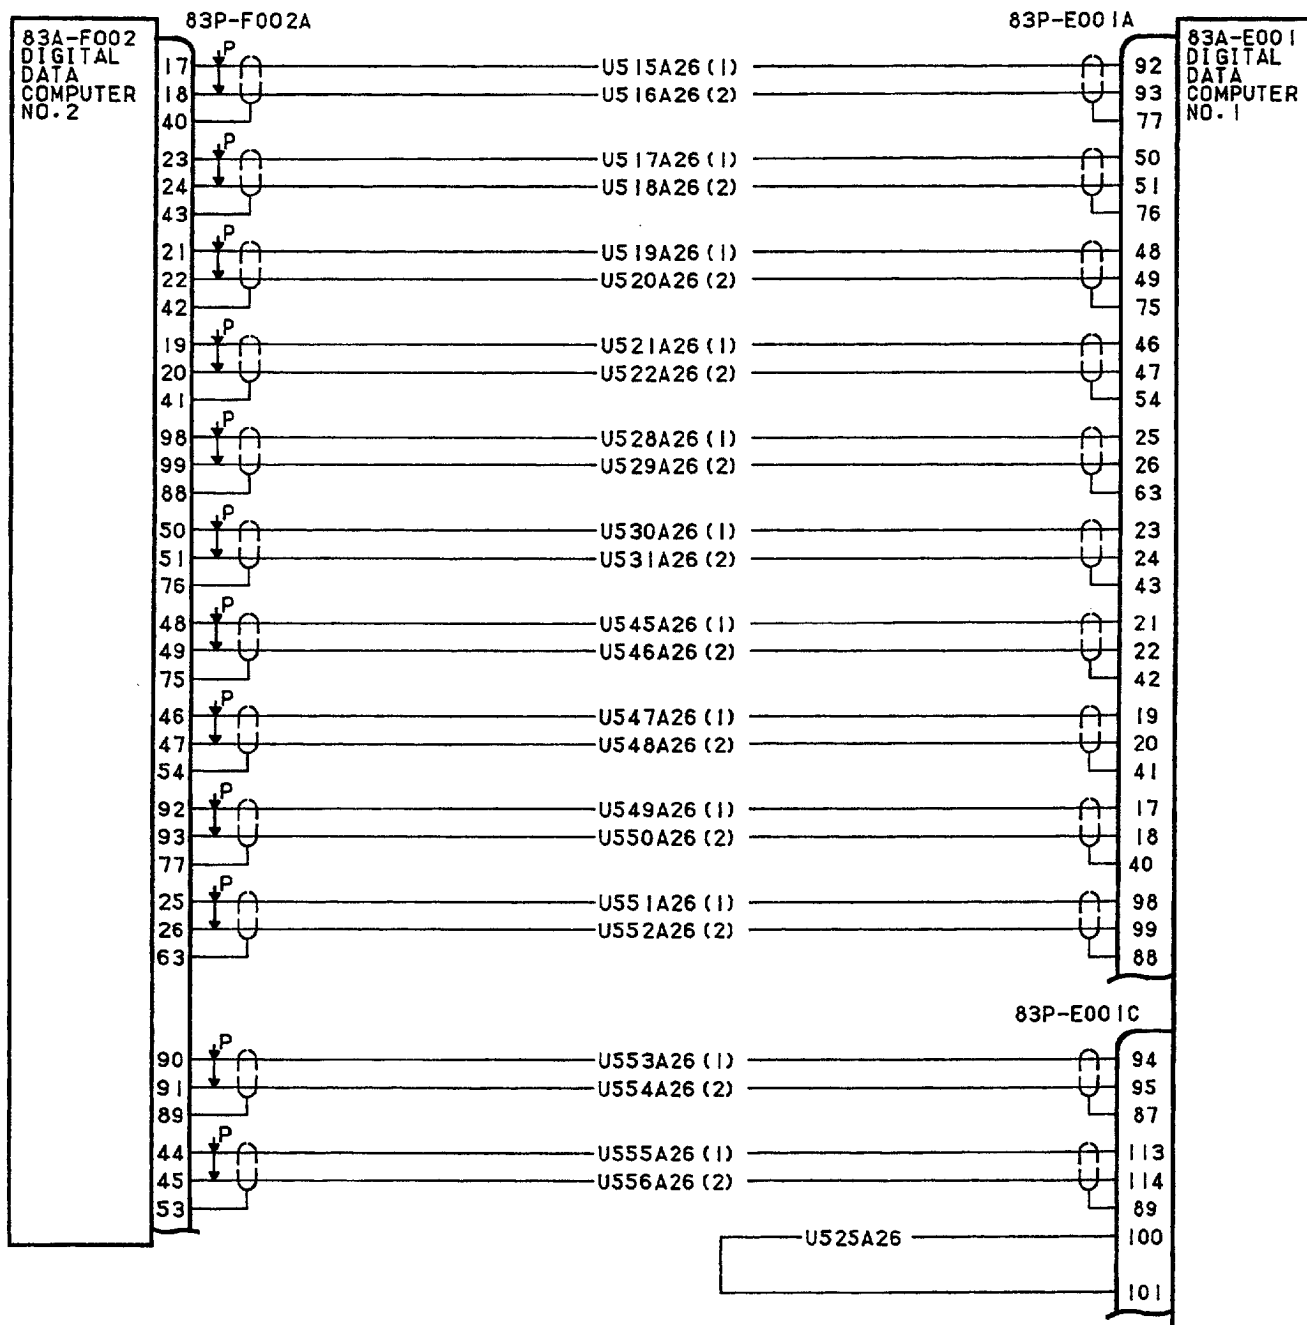 83P-F002A 83P-E001A
83A-F002
DIGITAL
DATA
COMPUTER
NO.2
83A-E001
DIGITAL
DATA
COMPUTER
NO.1
P
17 U515A26(1) 92
18 U516A26(2) 93
40 77
P
23 U517A26(1) 50
24 U518A26(2) 51
43 76
P
21 U519A26(1) 48
22 U520A26(2) 49
42 75
P
19 U521A26(1) 46
20 U522A26(2) 47
41 54
P
98 U528A26(1) 25
99 U529A26(2) 26
88 63
P
50 U530A26(1) 23
51 U531A26(2) 24
76 43
P
48 U545A26(1) 21
49 U546A26(2) 22
75 42
P
46 U547A26(1) 19
47 U548A26(2) 20
54 41
P
92 U549A26(1) 17
93 U550A26(2) 18
77 40
P
25 U551A26(1) 98
26 U552A26(2) 99
63 88
83P-E001C
P
90 U553A26(1) 94
91 U554A26(2) 95
89 87
P
44 U555A26(1) 113
45 U556A26(2) 114
53 89
U525A26 100
101